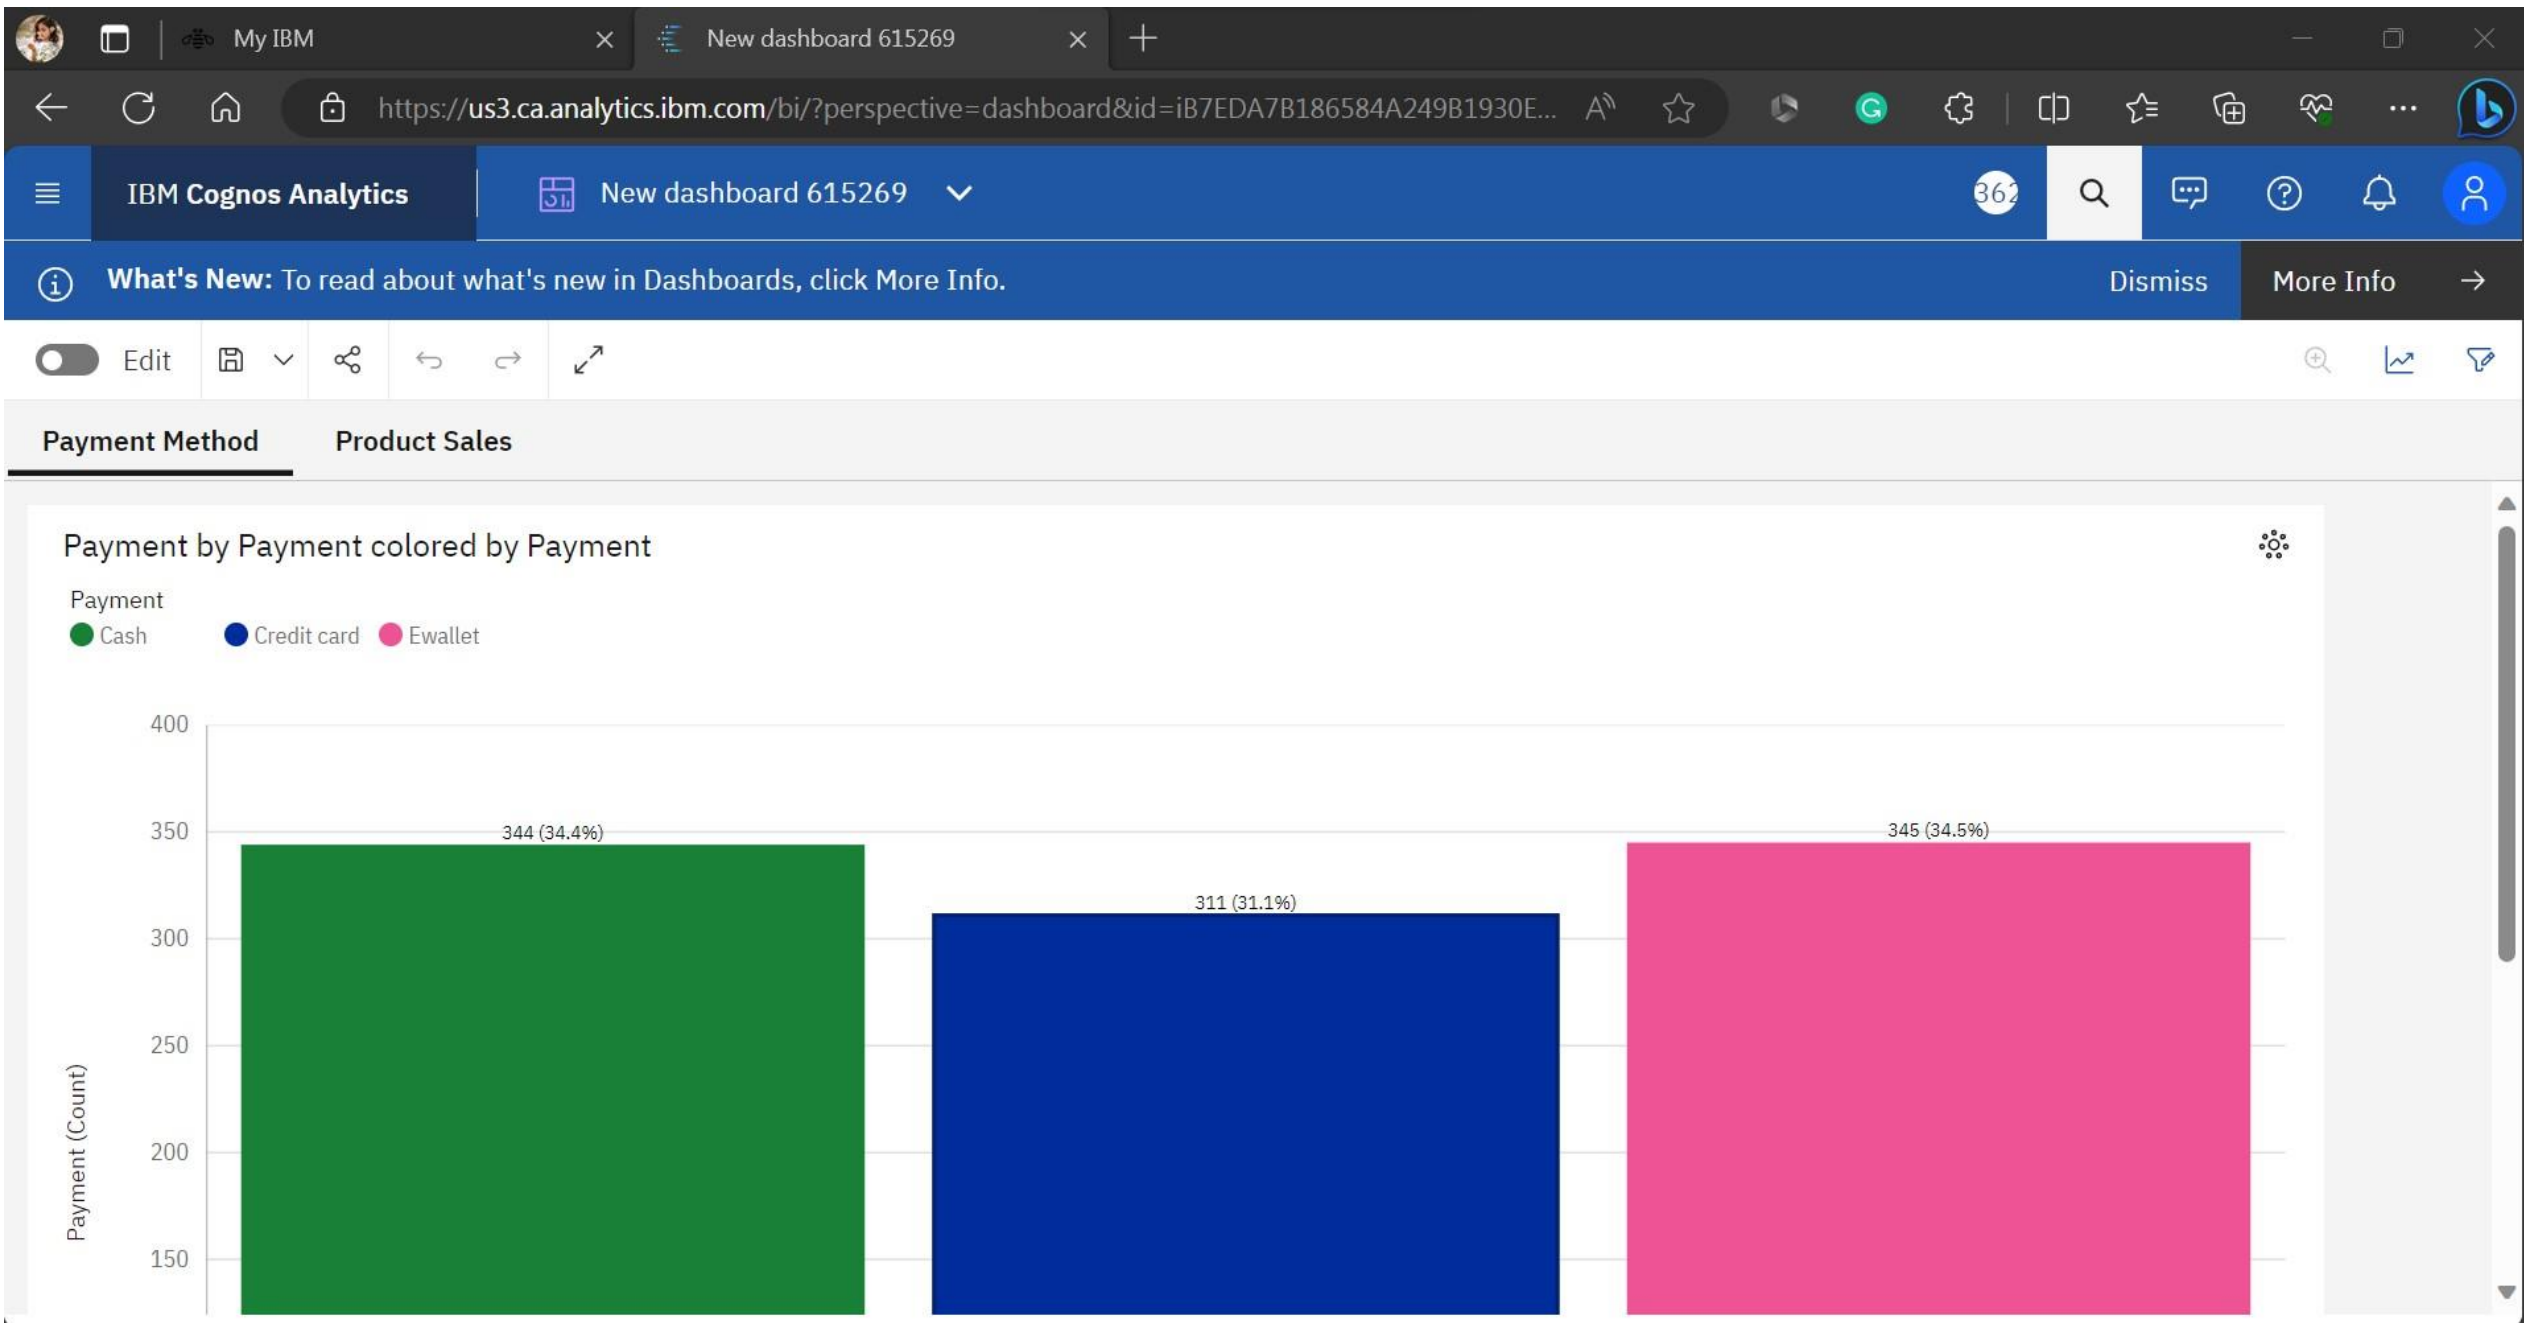 My IBM
New dashboard 615269
https://us3.ca.analytics.ibm.com/bi/?perspective=dashboard&id=iB7EDA7B186584A249B1930E...
IBM Cognos Analytics
New dashboard 615269
362
What's New: To read about what's new in Dashboards, click More Info.
Dismiss
More Info
Edit
Payment Method
Product Sales
Payment by Payment colored by Payment
Payment
Cash
Credit card
Ewallet
400
350
300
250
200
150
Payment (Count)
344 (34.4%)
311 (31.1%)
345 (34.5%)